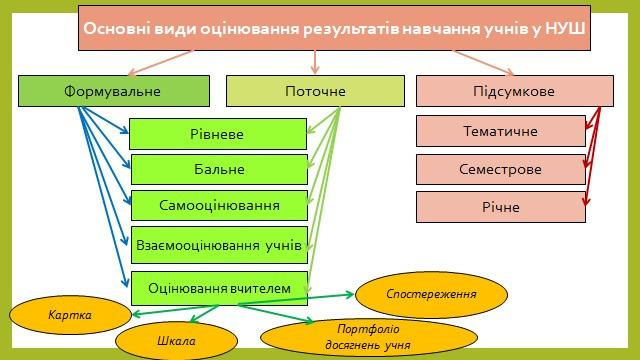 Основні види оцінювання результатів навчання учнів у НУШ
Формувальне
Поточне
Підсумкове
Рівневе
Бальне
Самооцінювання
Взаємооцінювання учнів
Оцінювання вчителем
Тематичне
Семестрове
Річне
Спостереження
Картка
Шкала
Портфоліо
досягнень учня